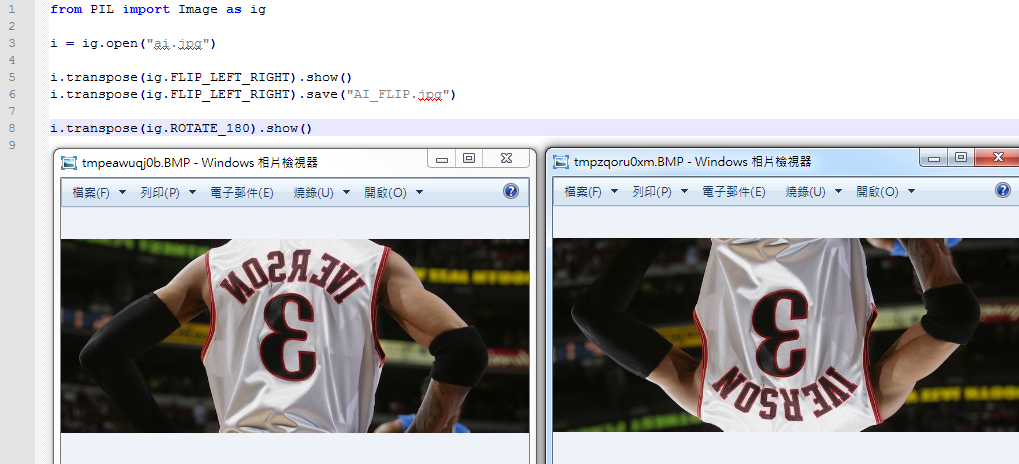 1 from PIL import Image as ig
2
3 i = ig.open("ai.jpg")
4
5 i.transpose(ig.FLIP_LEFT_RIGHT).show()
6 i.transpose(ig.FLIP_LEFT_RIGHT).save("AI_FLIP.jpg")
7
8 i.transpose(ig.ROTATE_180).show()
9
tmpeawuqj0b.BMP - Windows 相片檢視器
檔案(F) 列印(P) 電子郵件(E) 燒錄(U) 開啟(O)
IVERSON
3
tmpzqoru0xm.BMP - Windows 相片檢視器
檔案(F) 列印(P) 電子郵件(E) 燒錄(U) 開啟(O)
3
IVERSON